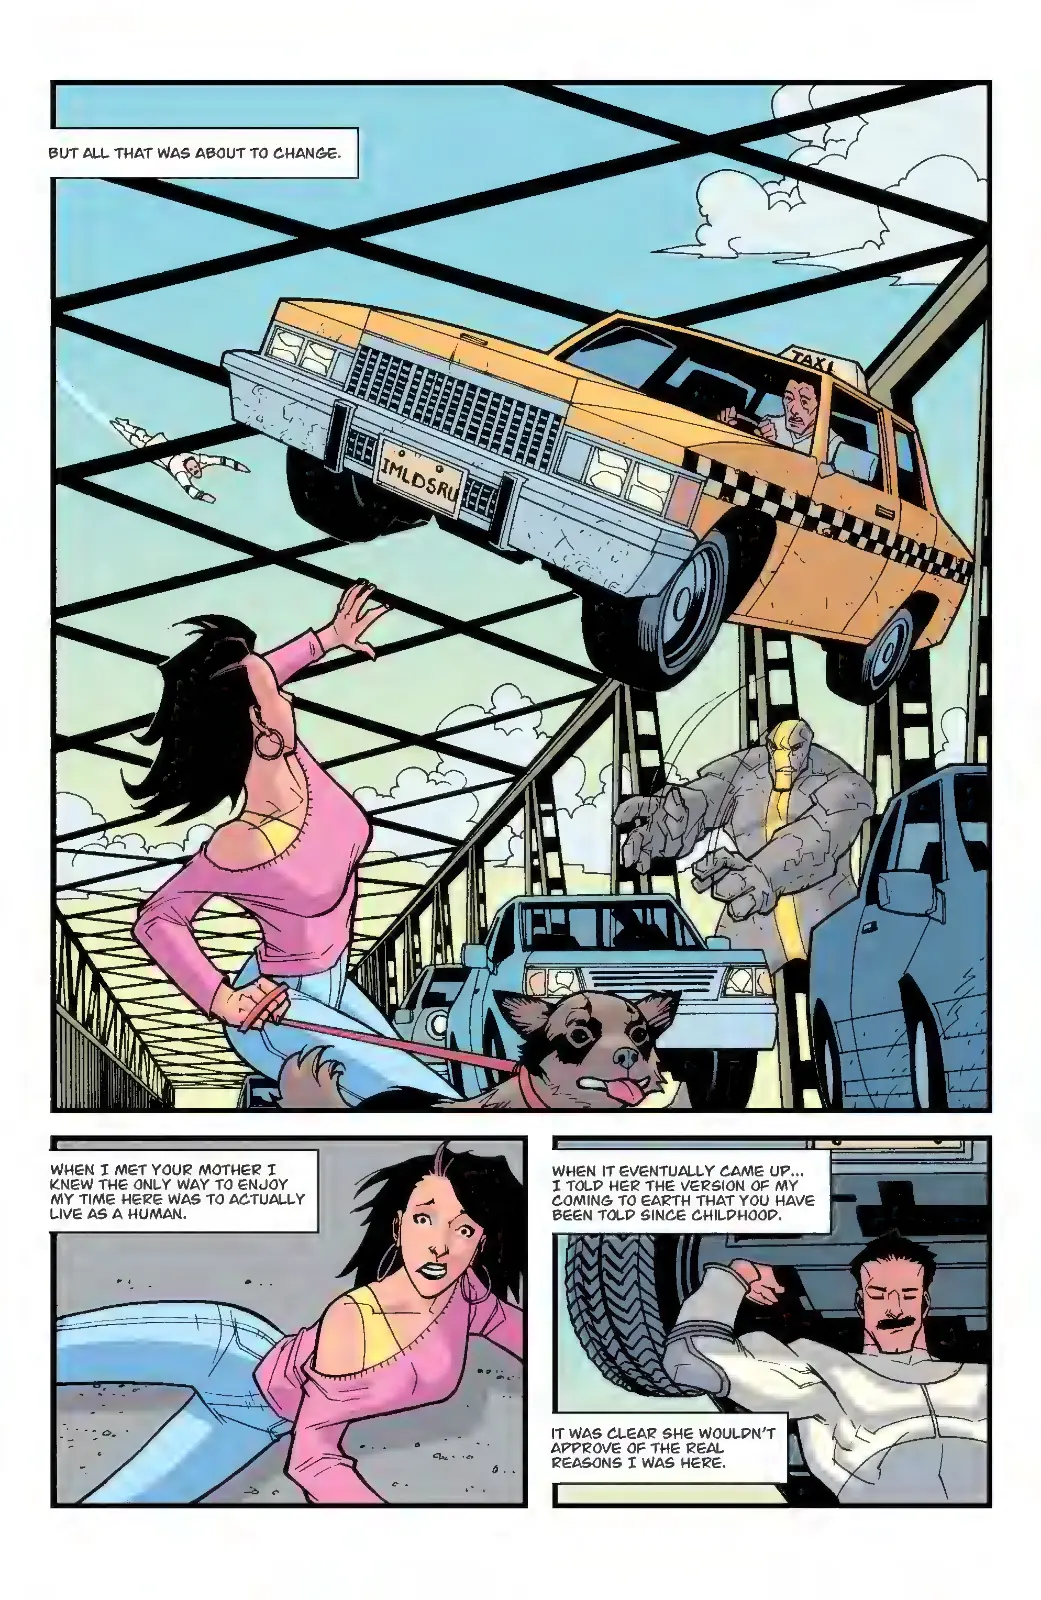 BUT ALL THAT WAS ABOUT TO CHANGE.
TAXI
IMLDSRU
WHEN I MET YOUR MOTHER I
KNEW THE ONLY WAY TO ENJOY
MY TIME HERE WAS TO ACTUALLY
LIVE AS A HUMAN.
WHEN IT EVENTUALLY CAME UP...
I TOLD HER THE VERSION OF MY
COMING TO EARTH THAT YOU HAVE
BEEN TOLD SINCE CHILDHOOD.
IT WAS CLEAR SHE WOULDN'T
APPROVE OF THE REAL
REASONS I WAS HERE.